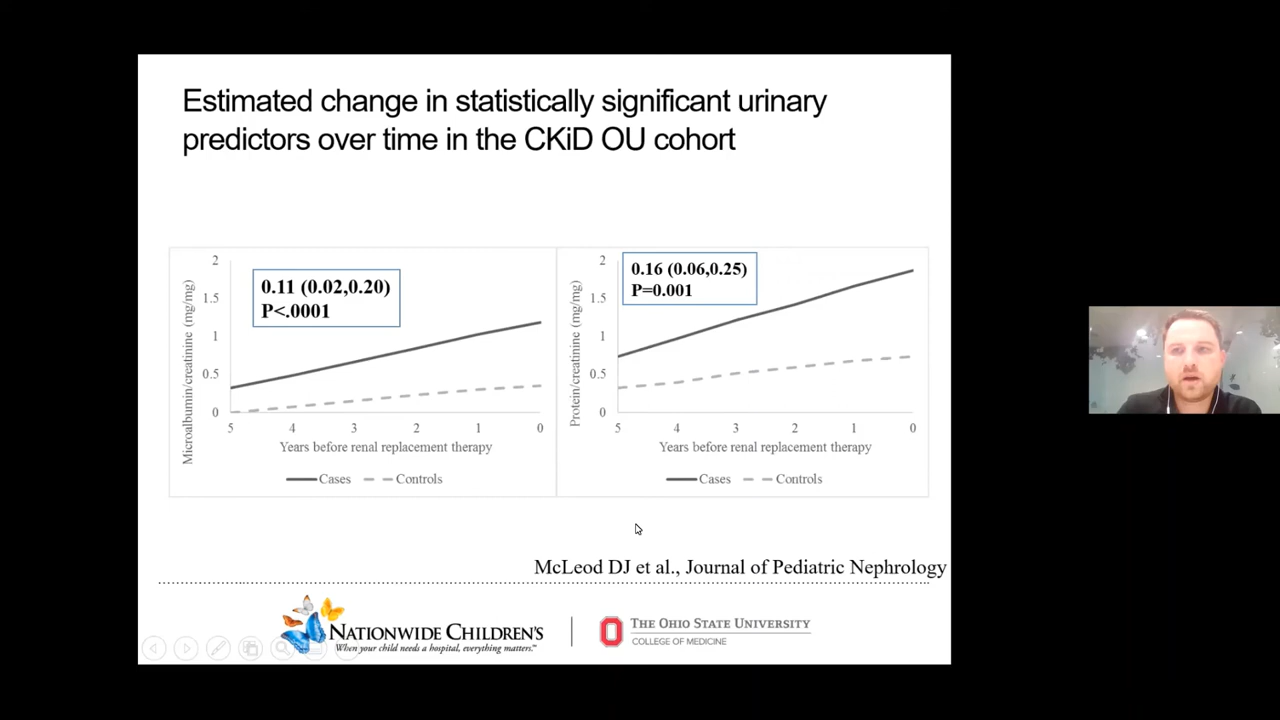 Estimated change in statistically significant urinary
predictors over time in the CKiD OU cohort
Microalbumin/creatinine (mg/mg)
2
1.5
1
0.5
0
0.11 (0.02,0.20)
P<.0001
5 4 3 2 1 0
Years before renal replacement therapy
Cases Controls
Protein/creatinine (mg/mg)
2
1.5
1
0.5
0
0.16 (0.06,0.25)
P=0.001
5 4 3 2 1 0
Years before renal replacement therapy
Cases Controls
McLeod DJ et al., Journal of Pediatric Nephrology
NATIONWIDE CHILDREN'S
When your child needs a hospital, everything matters.™
THE OHIO STATE UNIVERSITY
COLLEGE OF MEDICINE